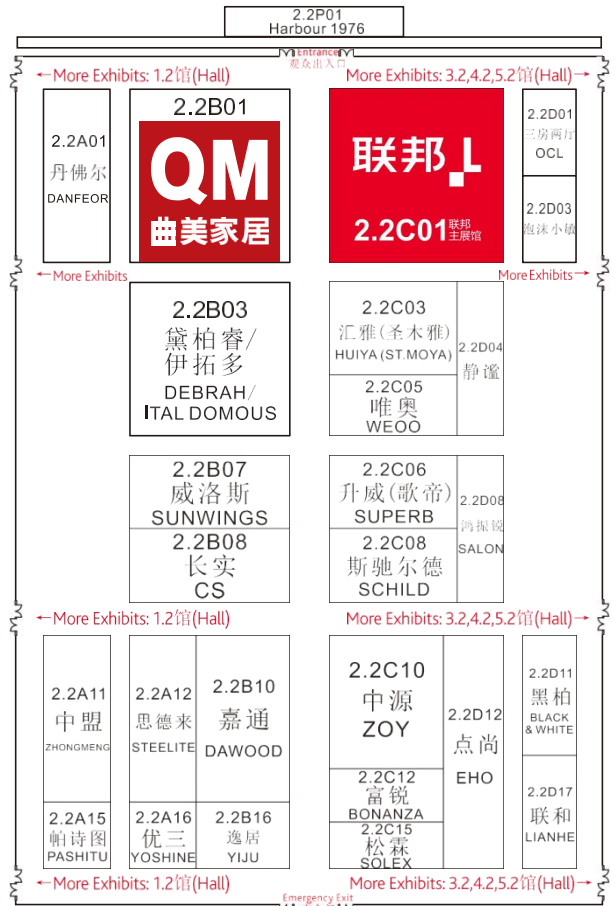 2.2P01
Harbour 1976
Entrance
观众出入口
←More Exhibits: 1.2馆(Hall)
More Exhibits: 3.2,4.2,5.2馆(Hall)→
2.2A01
丹佛尔
DANFEOR
2.2B01
QM
曲美家居
联邦
2.2C01 联邦
主展馆
2.2D01
三房两厅
OCL
2.2D03
泡沫小敏
←More Exhibits
More Exhibits→
2.2B03
黛柏睿/
伊拓多
DEBRAH/
ITAL DOMOUS
2.2C03
汇雅(圣木雅)
HUIYA (ST.MOYA)
2.2C05
唯奥
WEOO
2.2D04
静谧
2.2B07
威洛斯
SUNWINGS
2.2B08
长实
CS
2.2C06
升威(歌帝)
SUPERB
2.2C08
斯驰尔德
SCHILD
2.2D08
鸿振锐
SALON
←More Exhibits: 1.2馆(Hall)
More Exhibits: 3.2,4.2,5.2馆(Hall)→
2.2A11
中盟
ZHONGMENG
2.2A15
帕诗图
PASHITU
2.2A12
思德来
STEELITE
2.2A16
优三
YOSHINE
2.2B10
嘉通
DAWOOD
2.2B16
逸居
YIJU
2.2C10
中源
ZOY
2.2C12
富锐
BONANZA
2.2C15
松霖
SOLEX
2.2D12
点尚
EHO
2.2D11
黑柏
BLACK
& WHITE
2.2D17
联和
LIANHE
←More Exhibits: 1.2馆(Hall)
More Exhibits: 3.2,4.2,5.2馆(Hall)→
Emergency Exit